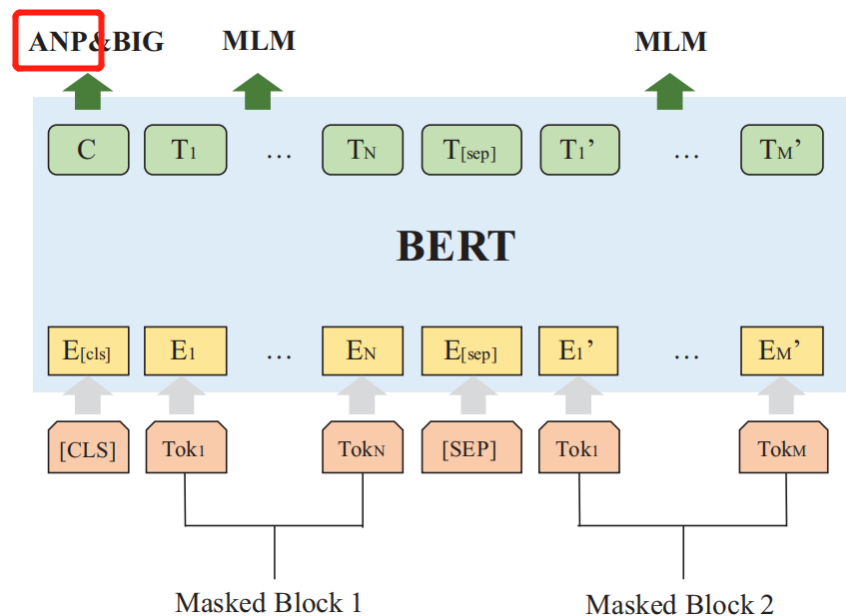 ANP&BIG MLM MLM
C T1 … TN T[sep] T1’ … TM’
BERT
E[cls] E1 … EN E[sep] E1’ … EM’
[CLS] Tok1 TokN [SEP] Tok1 TokM
Masked Block 1 Masked Block 2